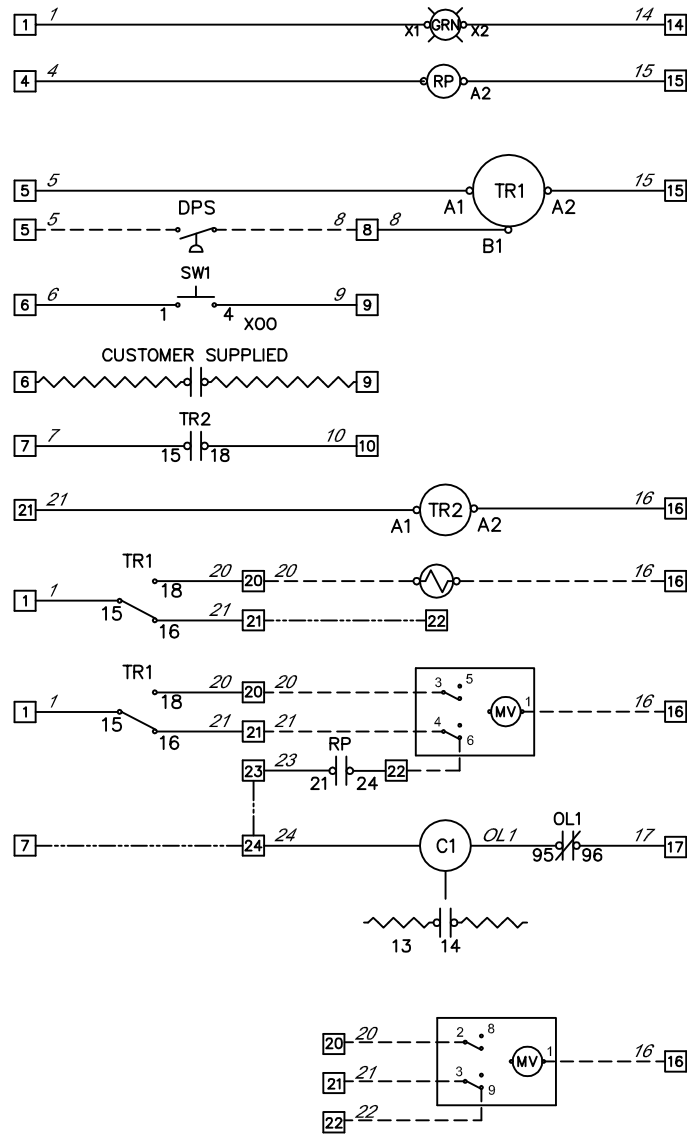 1 1 X1 GRN X2 14 14
4 4 RP A2 15 15
5 5 A1 TR1 A2 15 15
DPS
5 5 8 8 8 B1
SW1
6 6 1 4 9 9
X00
CUSTOMER SUPPLIED
6 9
TR2
7 7 15 18 10 10
21 21 A1 TR2 A2 16 16
TR1
18 20 20 20 16 16
1 1 15
16 21 21 22
TR1
18 20 20 20 3 5
1 1 15 MV 1 16 16
16 21 21 21 4 6
RP
23 23 21 24 22
OL1
7 24 24 C1 OL1 95 96 17 17
13 14
20 20 2 8
MV 1 16 16
21 21 3 9
22 22